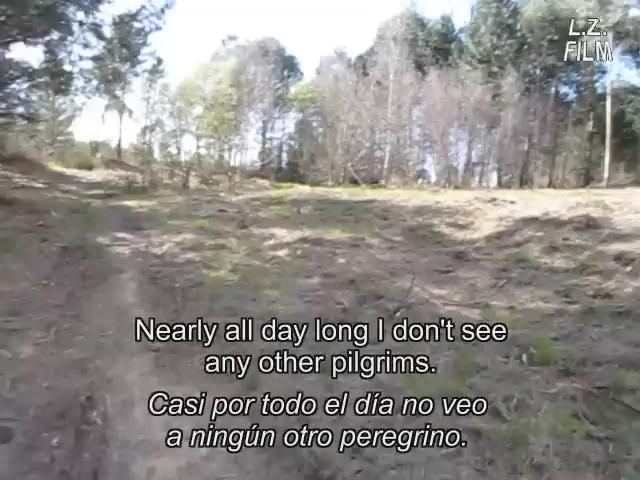 L.Z.
FILM
Nearly all day long I don't see
any other pilgrims.
Casi por todo el día no veo
a ningún otro peregrino.